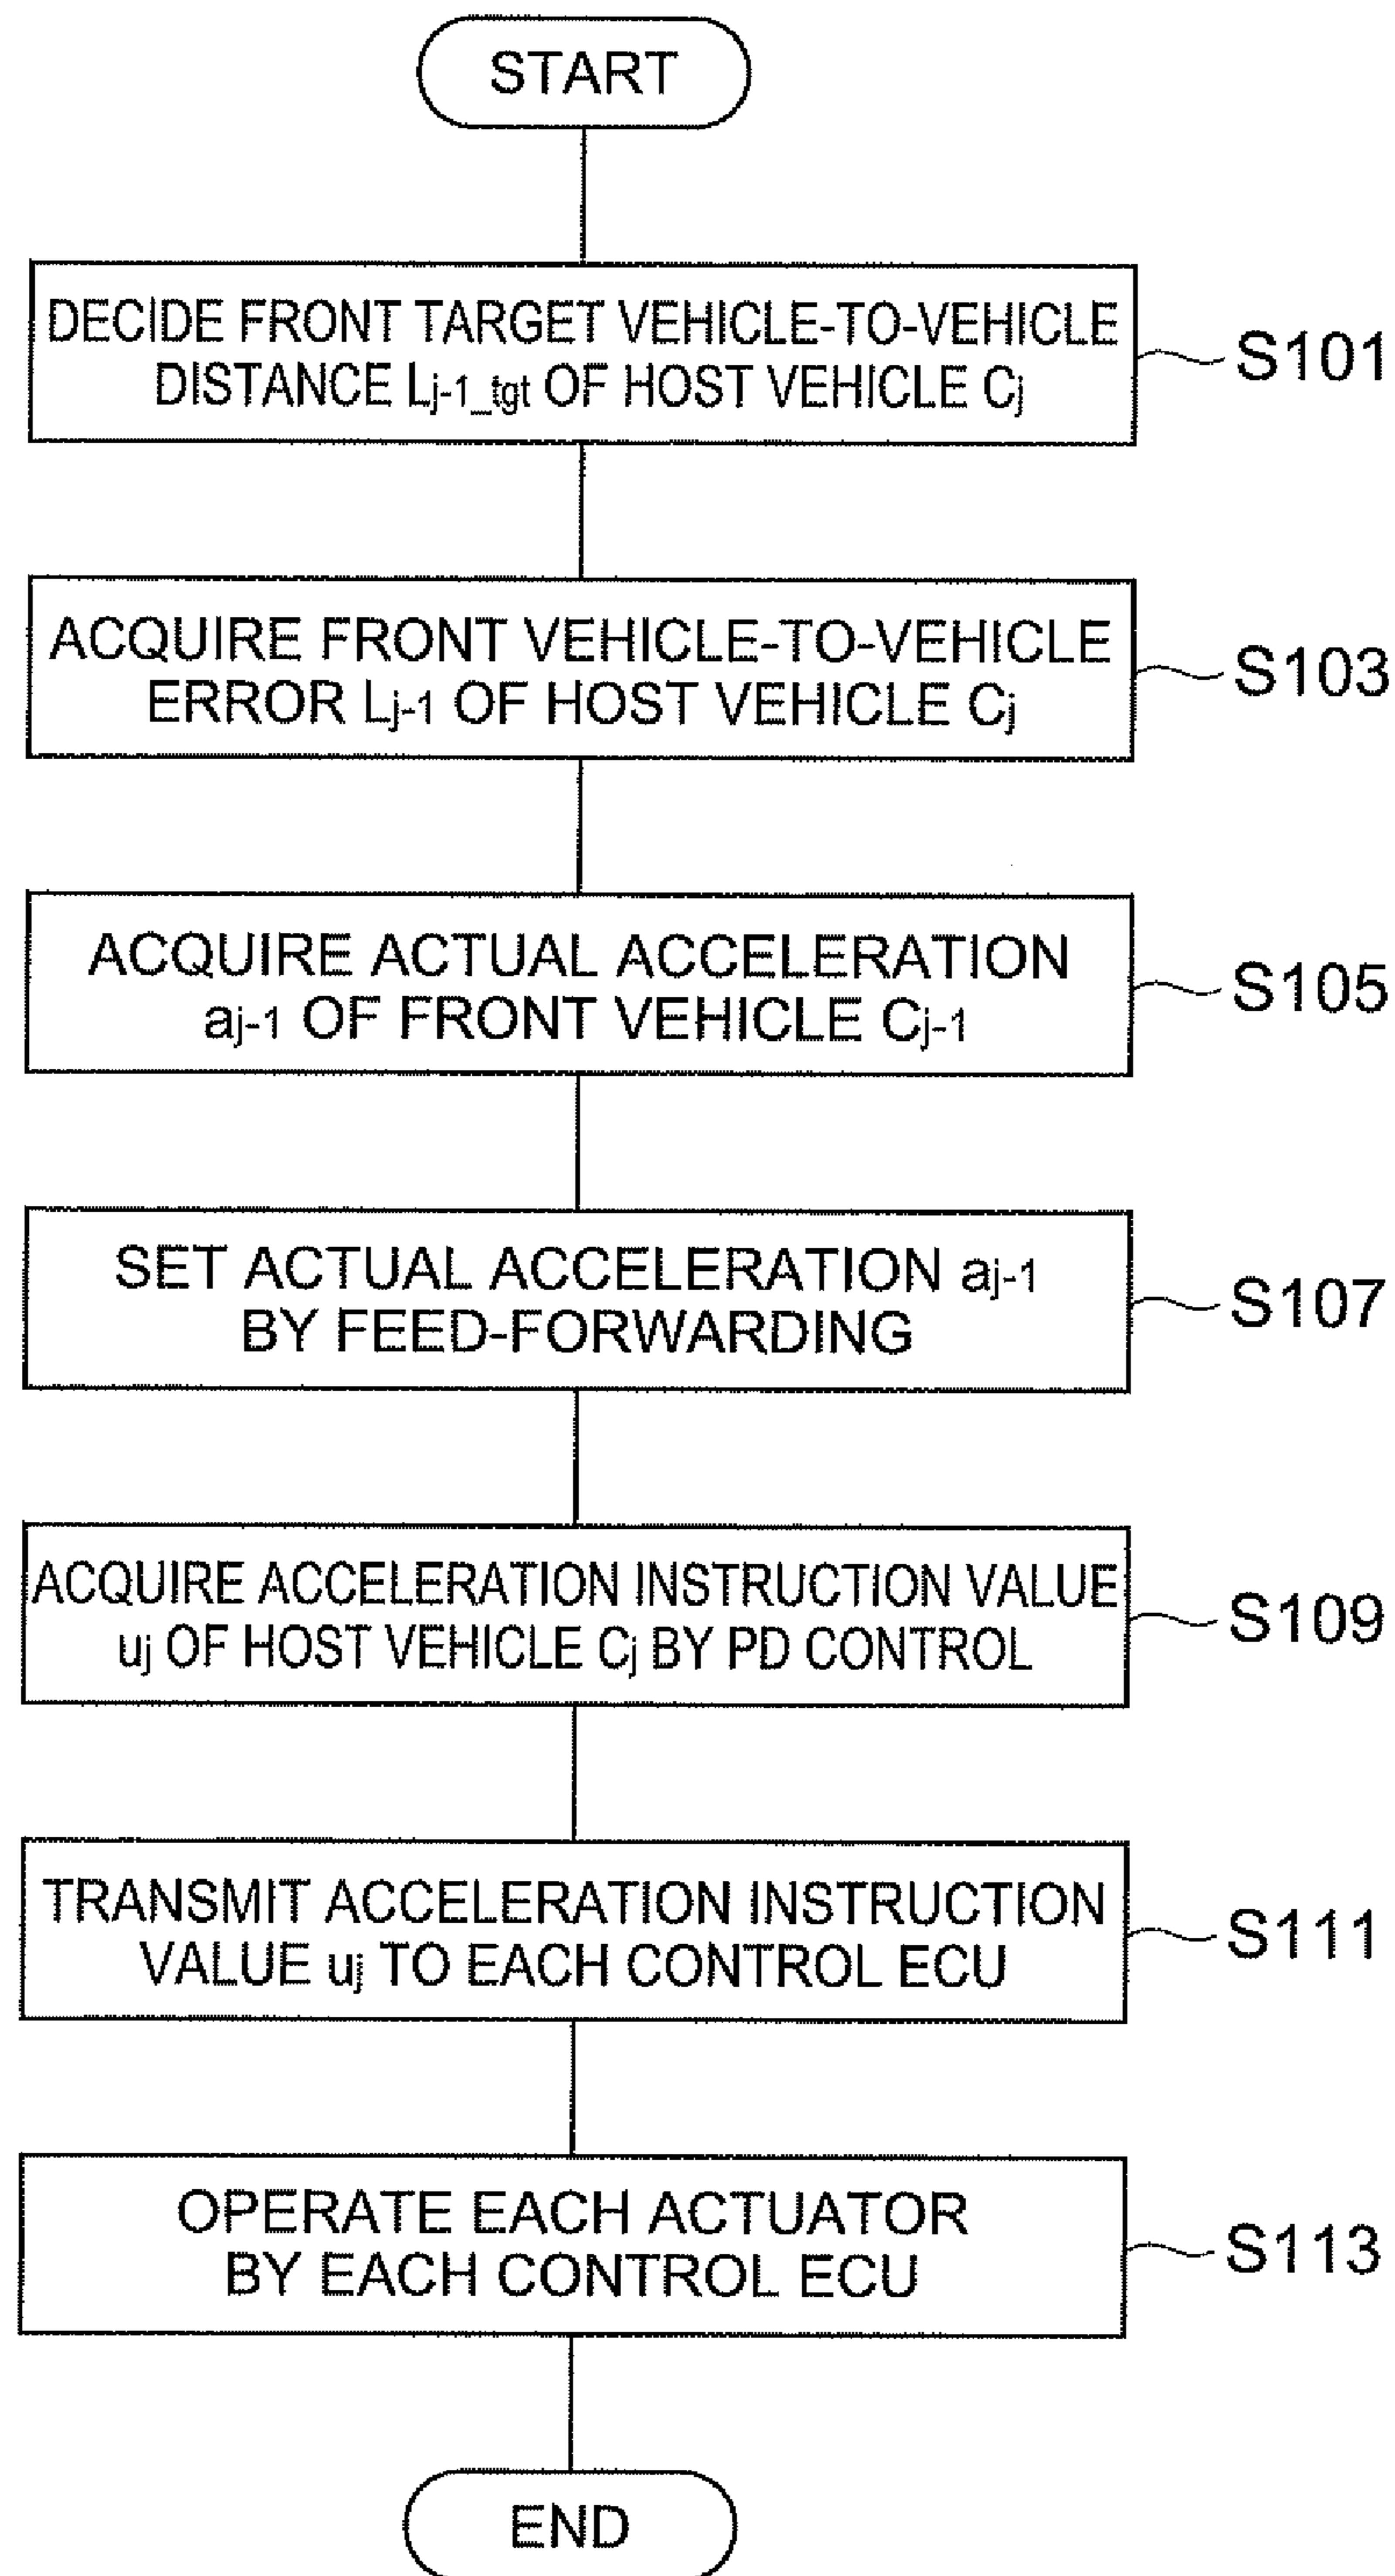 START
DECIDE FRONT TARGET VEHICLE-TO-VEHICLE
DISTANCE Lj-1_tgt OF HOST VEHICLE Cj
S101
ACQUIRE FRONT VEHICLE-TO-VEHICLE
ERROR Lj-1 OF HOST VEHICLE Cj
S103
ACQUIRE ACTUAL ACCELERATION
aj-1 OF FRONT VEHICLE Cj-1
S105
SET ACTUAL ACCELERATION aj-1
BY FEED-FORWARDING
S107
ACQUIRE ACCELERATION INSTRUCTION VALUE
uj OF HOST VEHICLE Cj BY PD CONTROL
S109
TRANSMIT ACCELERATION INSTRUCTION
VALUE uj TO EACH CONTROL ECU
S111
OPERATE EACH ACTUATOR
BY EACH CONTROL ECU
S113
END